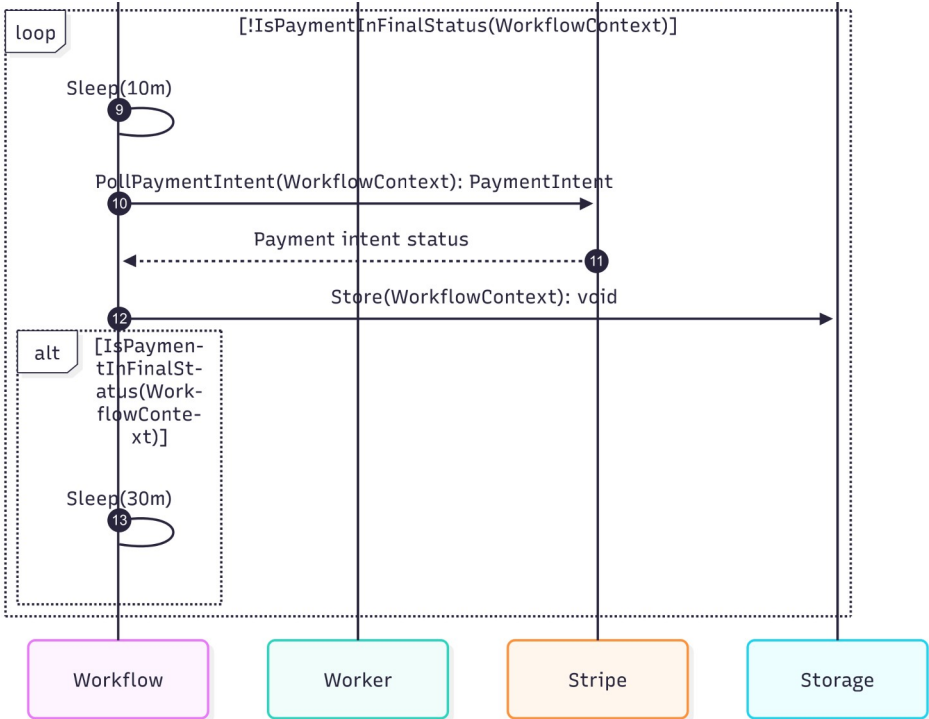 loop
[!IsPaymentInFinalStatus(WorkflowContext)]
Sleep(10m)
9
PollPaymentIntent(WorkflowContext): PaymentIntent
10
Payment intent status
11
Store(WorkflowContext): void
12
alt
[IsPaymen-
tInFinalSt-
atus(Work-
flowConte-
xt)]
Sleep(30m)
13
Workflow
Worker
Stripe
Storage